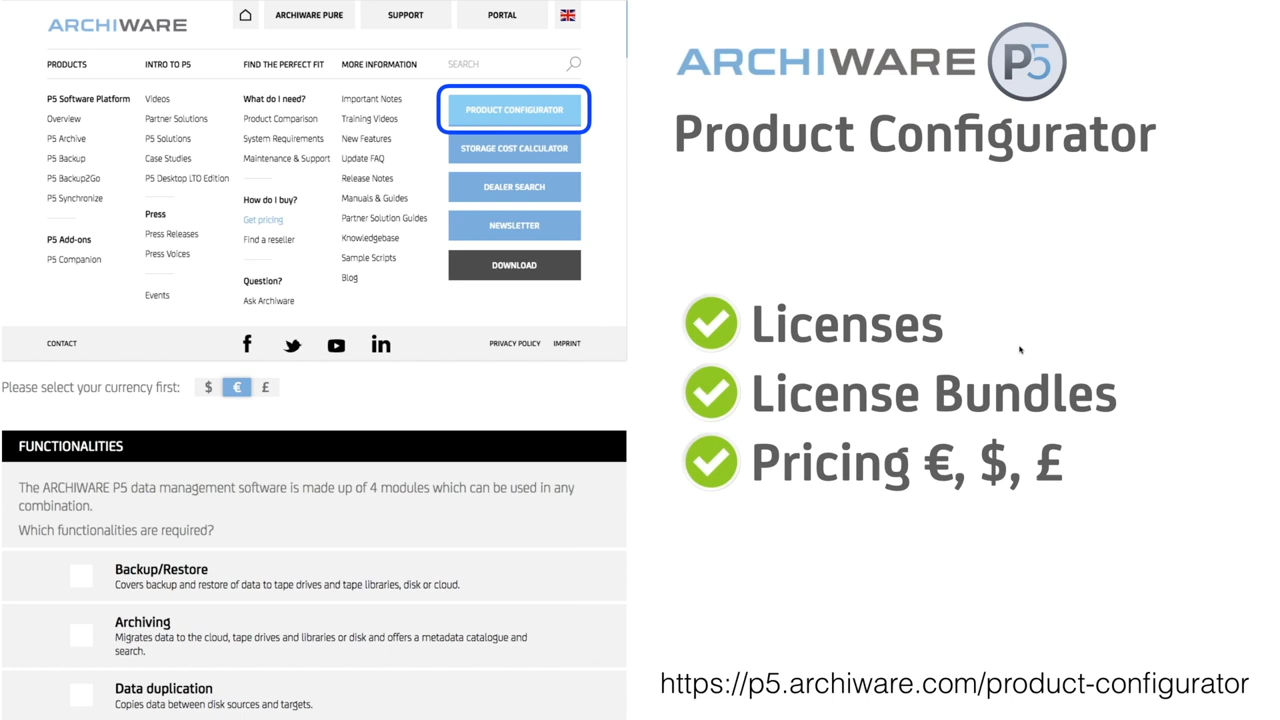 ARCHIWARE
ARCHIWARE PURE
SUPPORT
PORTAL
PRODUCTS
INTRO TO P5
FIND THE PERFECT FIT
MORE INFORMATION
SEARCH
P5 Software Platform
Overview
P5 Archive
P5 Backup
P5 Backup2Go
P5 Synchronize
P5 Add-ons
P5 Companion
Videos
Partner Solutions
P5 Solutions
Case Studies
P5 Desktop LTO Edition
Press
Press Releases
Press Voices
Events
What do I need?
Product Comparison
System Requirements
Maintenance & Support
How do I buy?
Get pricing
Find a reseller
Question?
Ask Archiware
Important Notes
Training Videos
New Features
Update FAQ
Release Notes
Manuals & Guides
Partner Solution Guides
Knowledgebase
Sample Scripts
Blog
PRODUCT CONFIGURATOR
STORAGE COST CALCULATOR
DEALER SEARCH
NEWSLETTER
DOWNLOAD
CONTACT
PRIVACY POLICY
IMPRINT
Please select your currency first: $ € £
FUNCTIONALITIES
The ARCHIWARE P5 data management software is made up of 4 modules which can be used in any
combination.
Which functionalities are required?
Backup/Restore
Covers backup and restore of data to tape drives and tape libraries, disk or cloud.
Archiving
Migrates data to the cloud, tape drives and libraries or disk and offers a metadata catalogue and
search.
Data duplication
Copies data between disk sources and targets.
ARCHIWARE P5
Product Configurator
Licenses
License Bundles
Pricing €, $, £
https://p5.archiware.com/product-configurator